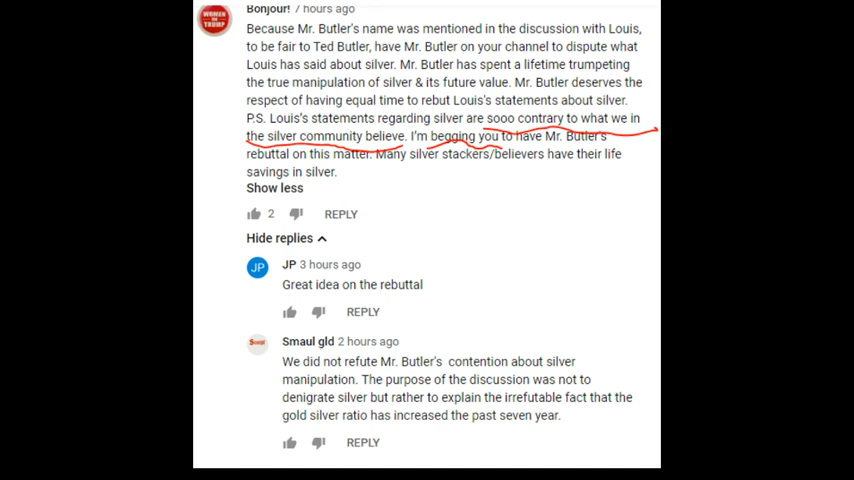 WOMEN
FOR
TRUMP
Bonjour! 7 hours ago
Because Mr. Butler's name was mentioned in the discussion with Louis,
to be fair to Ted Butler, have Mr. Butler on your channel to dispute what
Louis has said about silver. Mr. Butler has spent a lifetime trumpeting
the true manipulation of silver & its future value. Mr. Butler deserves the
respect of having equal time to rebut Louis's statements about silver.
P.S. Louis's statements regarding silver are sooo contrary to what we in
the silver community believe. I'm begging you to have Mr. Butler's
rebuttal on this matter. Many silver stackers/believers have their life
savings in silver.
Show less
2 REPLY
Hide replies
JP JP 3 hours ago
Great idea on the rebuttal
REPLY
Smaul gld 2 hours ago
We did not refute Mr. Butler's contention about silver
manipulation. The purpose of the discussion was not to
denigrate silver but rather to explain the irrefutable fact that the
gold silver ratio has increased the past seven year.
REPLY